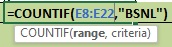 =COUNTIF(E8:E22,"BSNL")
COUNTIF(range, criteria)